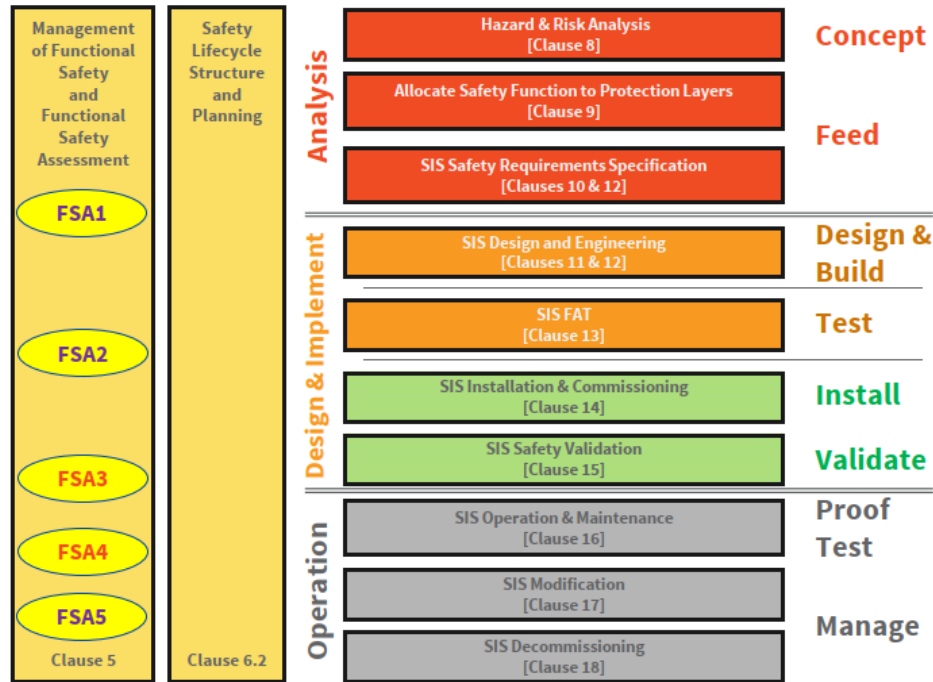 Management
of Functional
Safety
and
Functional
Safety
Assessment
FSA1
FSA2
FSA3
FSA4
FSA5
Clause 5
Safety
Lifecycle
Structure
and
Planning
Clause 6.2
Analysis
Hazard & Risk Analysis
[Clause 8]
Concept
Allocate Safety Function to Protection Layers
[Clause 9]
Feed
SIS Safety Requirements Specification
[Clauses 10 & 12]
Design & Implement
SIS Design and Engineering
[Clauses 11 & 12]
Design &
Build
SIS FAT
[Clause 13]
Test
SIS Installation & Commissioning
[Clause 14]
Install
SIS Safety Validation
[Clause 15]
Validate
Operation
SIS Operation & Maintenance
[Clause 16]
Proof
Test
SIS Modification
[Clause 17]
Manage
SIS Decommissioning
[Clause 18]